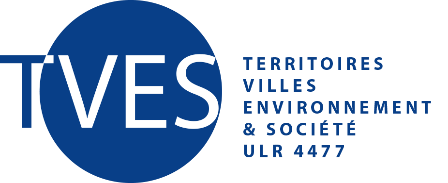 TVES
TERRITOIRES
VILLES
ENVIRONNEMENT
& SOCIÉTÉ
ULR 4477